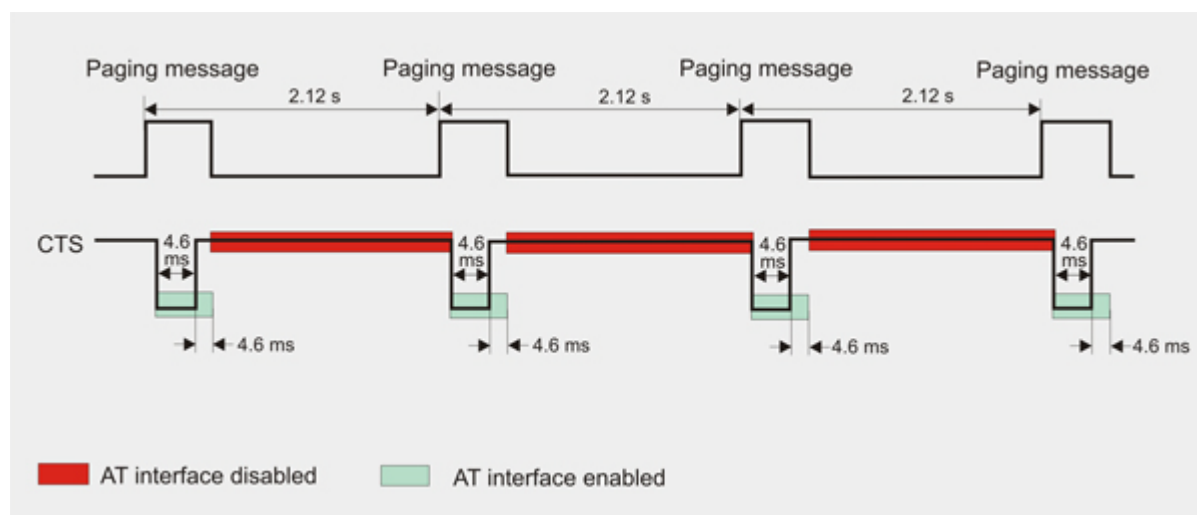 Paging message
Paging message
Paging message
Paging message
2.12 s
2.12 s
2.12 s
CTS
4.6
ms
4.6
ms
4.6
ms
4.6
ms
4.6 ms
4.6 ms
4.6 ms
4.6 ms
AT interface disabled
AT interface enabled